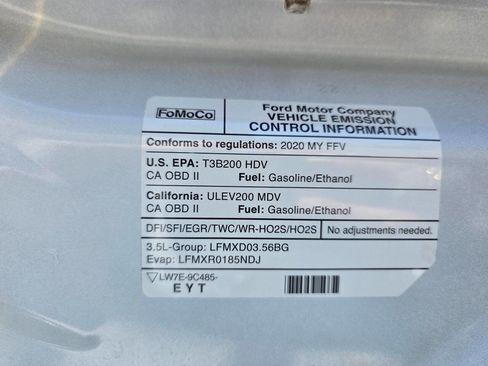 FoMoCo
Ford Motor Company
VEHICLE EMISSION
CONTROL INFORMATION
Conforms to regulations: 2020 MY FFV
U.S. EPA: T3B200 HDV
CA OBD II Fuel: Gasoline/Ethanol
California: ULEV200 MDV
CA OBD II Fuel: Gasoline/Ethanol
DFI/SFI/EGR/TWC/WR-HO2S/HO2S No adjustments needed.
3.5L-Group: LFMXD03.56BG
Evap: LFMXR0185NDJ
LW7E-9C485-
EYT